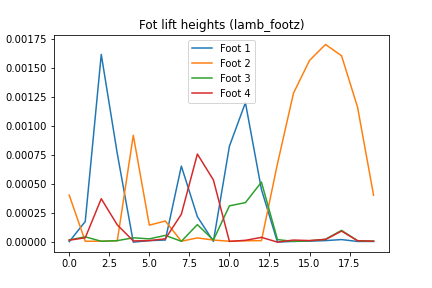 Fot lift heights (lamb_footz)
0.00175
0.00150
0.00125
0.00100
0.00075
0.00050
0.00025
0.00000
Foot 1
Foot 2
Foot 3
Foot 4
0.0 2.5 5.0 7.5 10.0 12.5 15.0 17.5